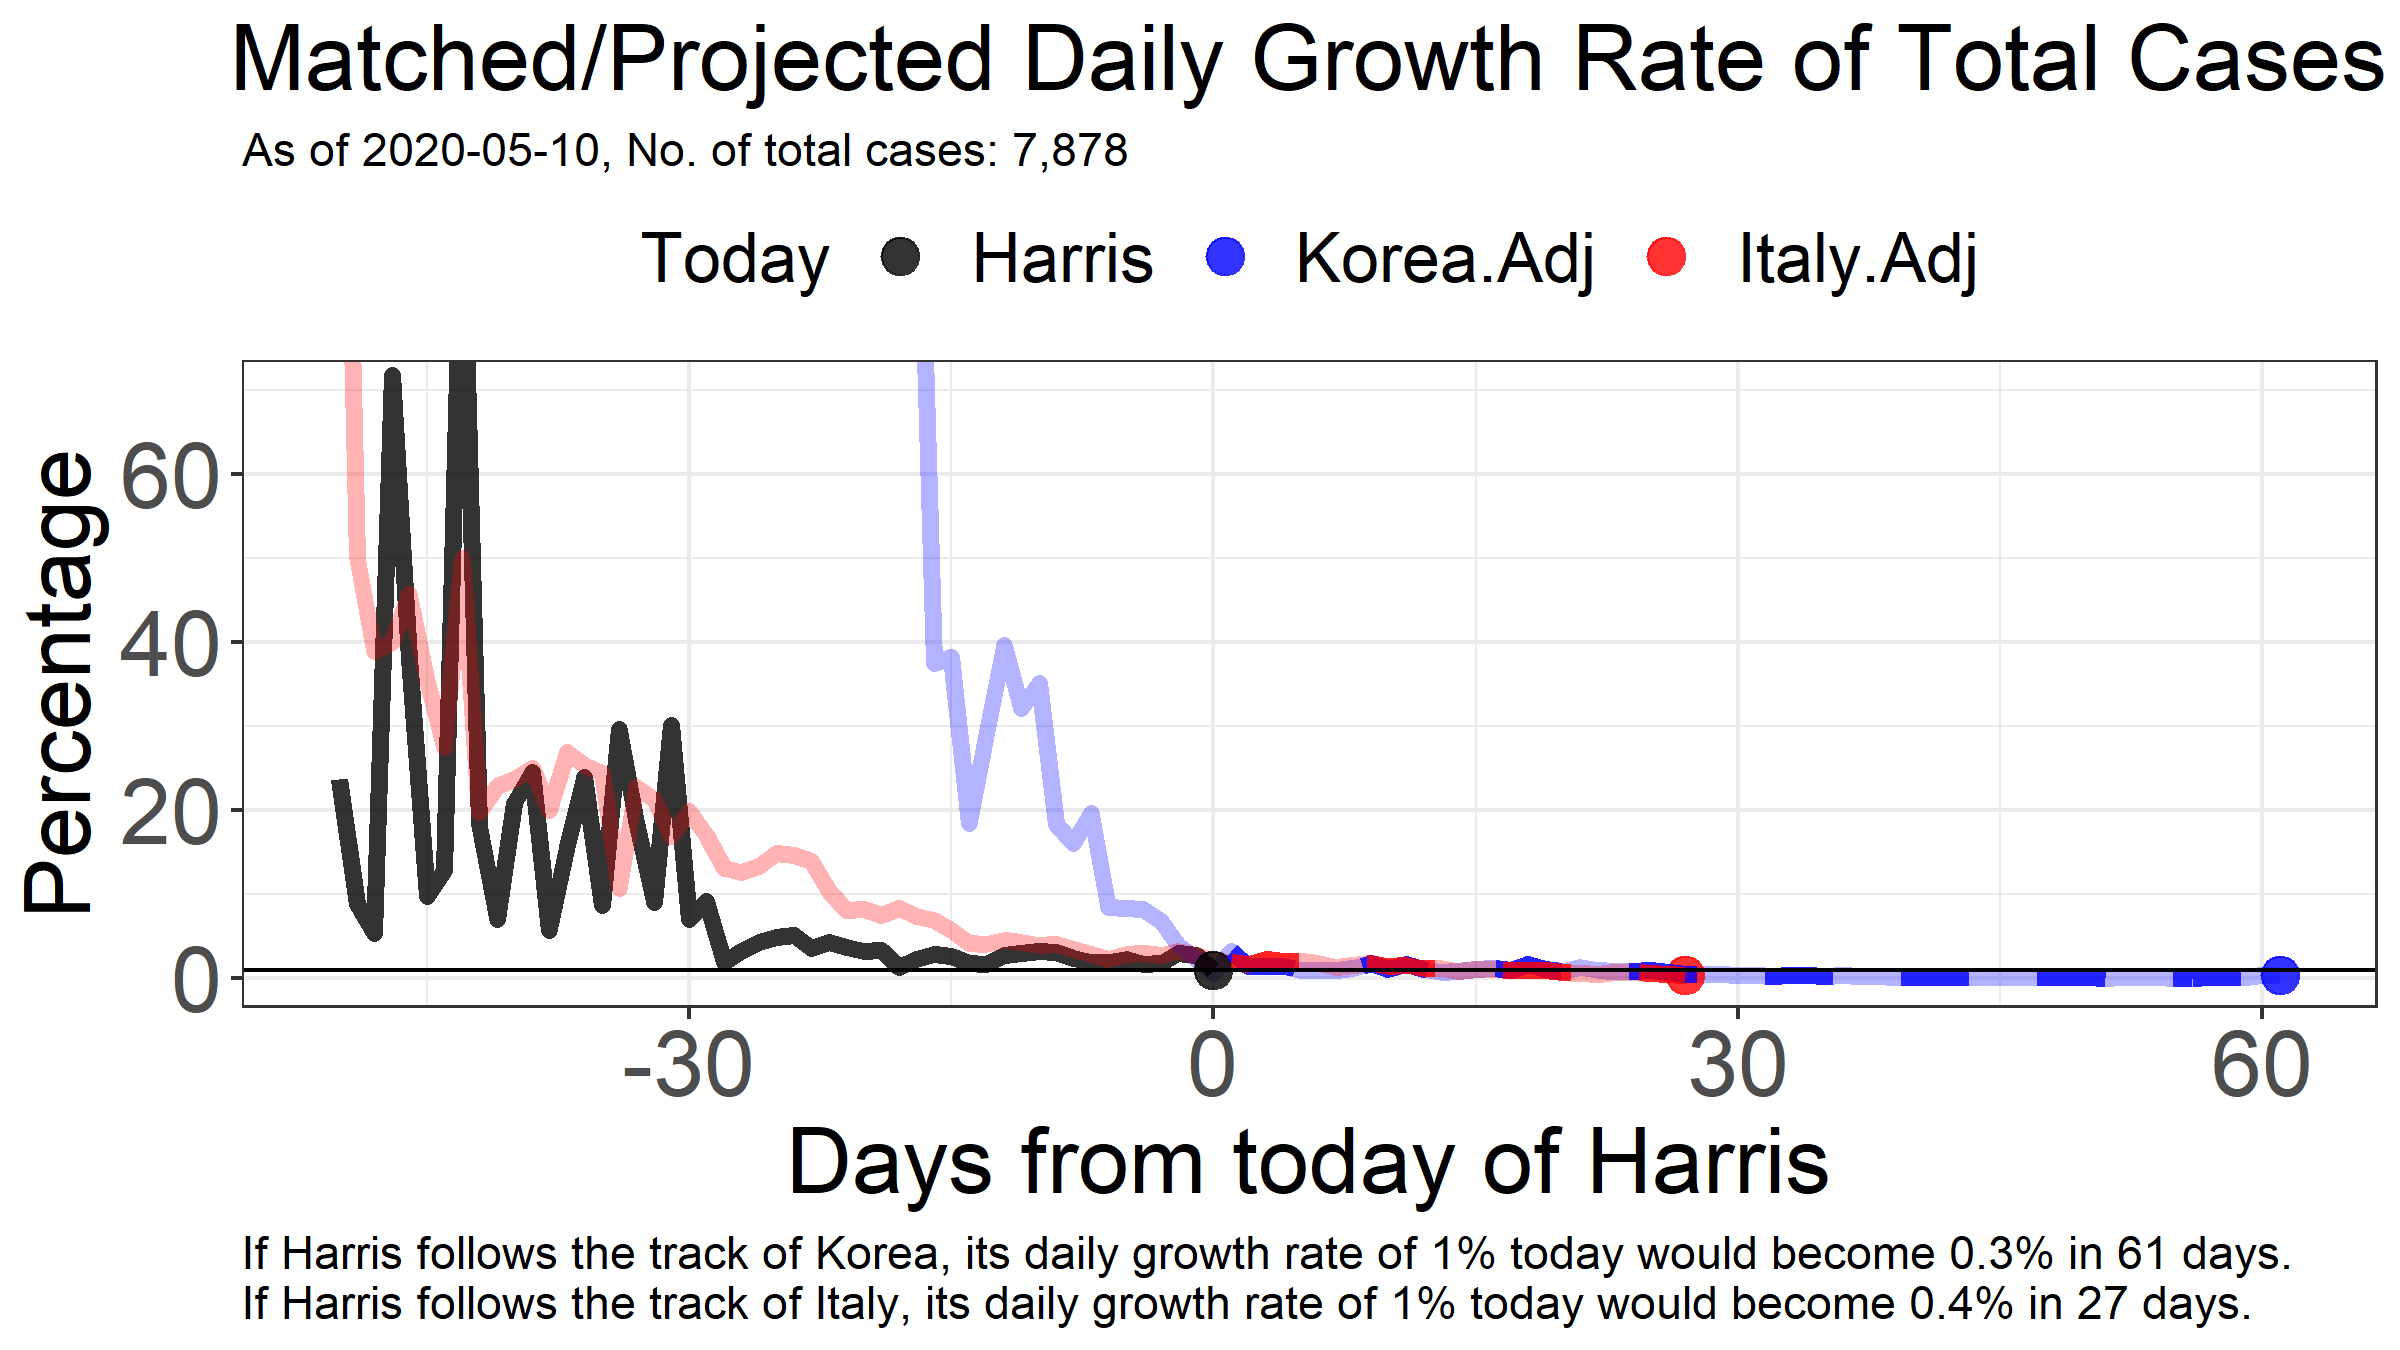 Matched/Projected Daily Growth Rate of Total Cases
As of 2020-05-10, No. of total cases: 7,878
Today Harris Korea.Adj Italy.Adj
Percentage
60
40
20
0
-30 0 30 60
Days from today of Harris
If Harris follows the track of Korea, its daily growth rate of 1% today would become 0.3% in 61 days.
If Harris follows the track of Italy, its daily growth rate of 1% today would become 0.4% in 27 days.